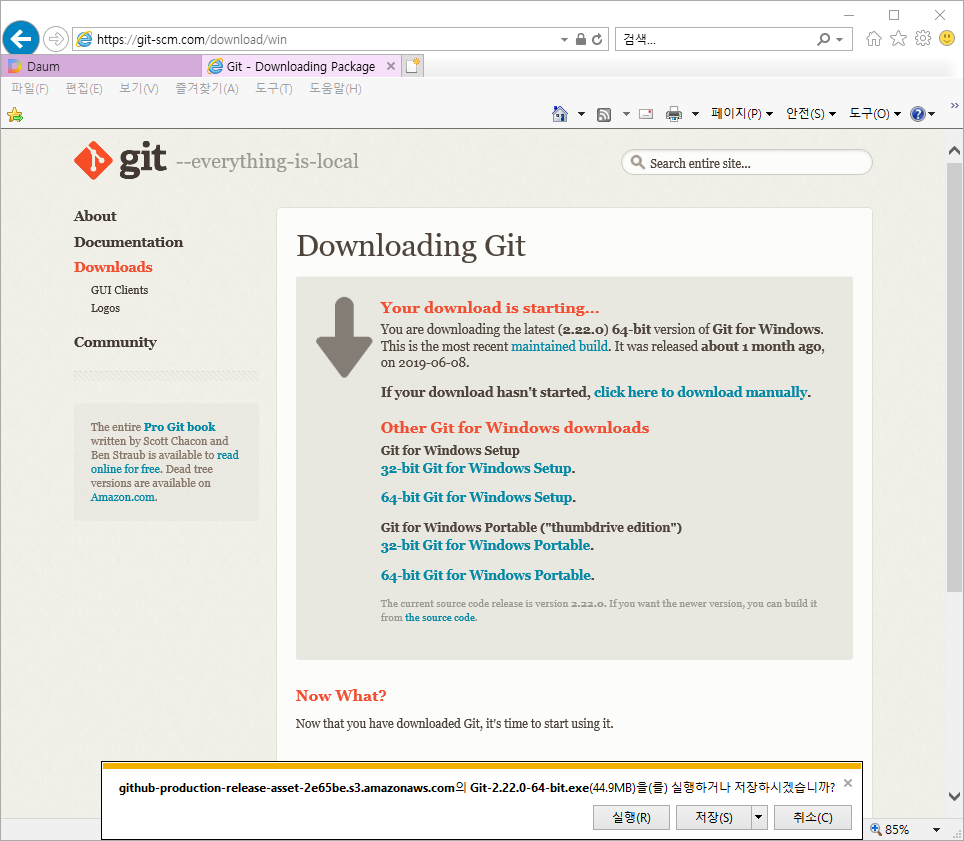 https://git-scm.com/download/win
검색...
Daum
Git - Downloading Package
파일(F) 편집(E) 보기(V) 즐겨찾기(A) 도구(T) 도움말(H)
페이지(P) 안전(S) 도구(O)
git --everything-is-local
Search entire site...
About
Documentation
Downloads
GUI Clients
Logos
Community
The entire Pro Git book
written by Scott Chacon and
Ben Straub is available to read
online for free. Dead tree
versions are available on
Amazon.com.
Downloading Git
Your download is starting...
You are downloading the latest (2.22.0) 64-bit version of Git for Windows.
This is the most recent maintained build. It was released about 1 month ago,
on 2019-06-08.
If your download hasn't started, click here to download manually.
Other Git for Windows downloads
Git for Windows Setup
32-bit Git for Windows Setup.
64-bit Git for Windows Setup.
Git for Windows Portable ("thumbdrive edition")
32-bit Git for Windows Portable.
64-bit Git for Windows Portable.
The current source code release is version 2.22.0. If you want the newer version, you can build it
from the source code.
Now What?
Now that you have downloaded Git, it's time to start using it.
github-production-release-asset-2e65be.s3.amazonaws.com의 Git-2.22.0-64-bit.exe(44.9MB)을(를) 실행하거나 저장하시겠습니까?
실행(R) 저장(S) 취소(C)
85%